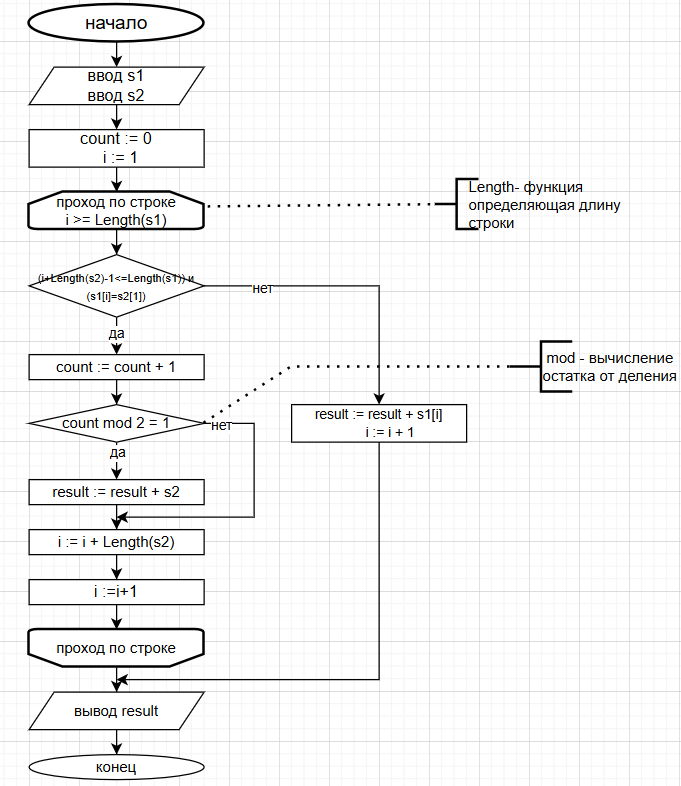 начало
ввод s1
ввод s2
count := 0
i := 1
проход по строке
i >= Length(s1)
Length- функция
определяющая длину
строки
(i+Length(s2)-1<=Length(s1)) и
(s1[i]=s2[1])
нет
да
count := count + 1
mod - вычисление
остатка от деления
count mod 2 = 1
нет
да
result := result + s1[i]
i := i + 1
result := result + s2
i := i + Length(s2)
i :=i+1
проход по строке
вывод result
конец